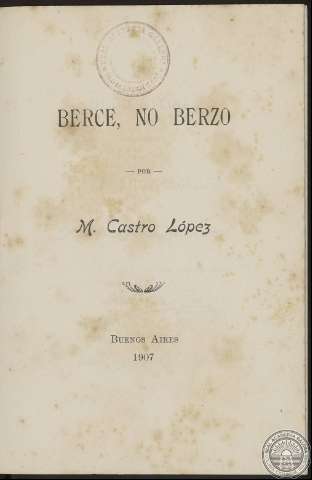 BERCE, NO BERZO
— POR —
M. Castro López
BUENOS AIRES
1907